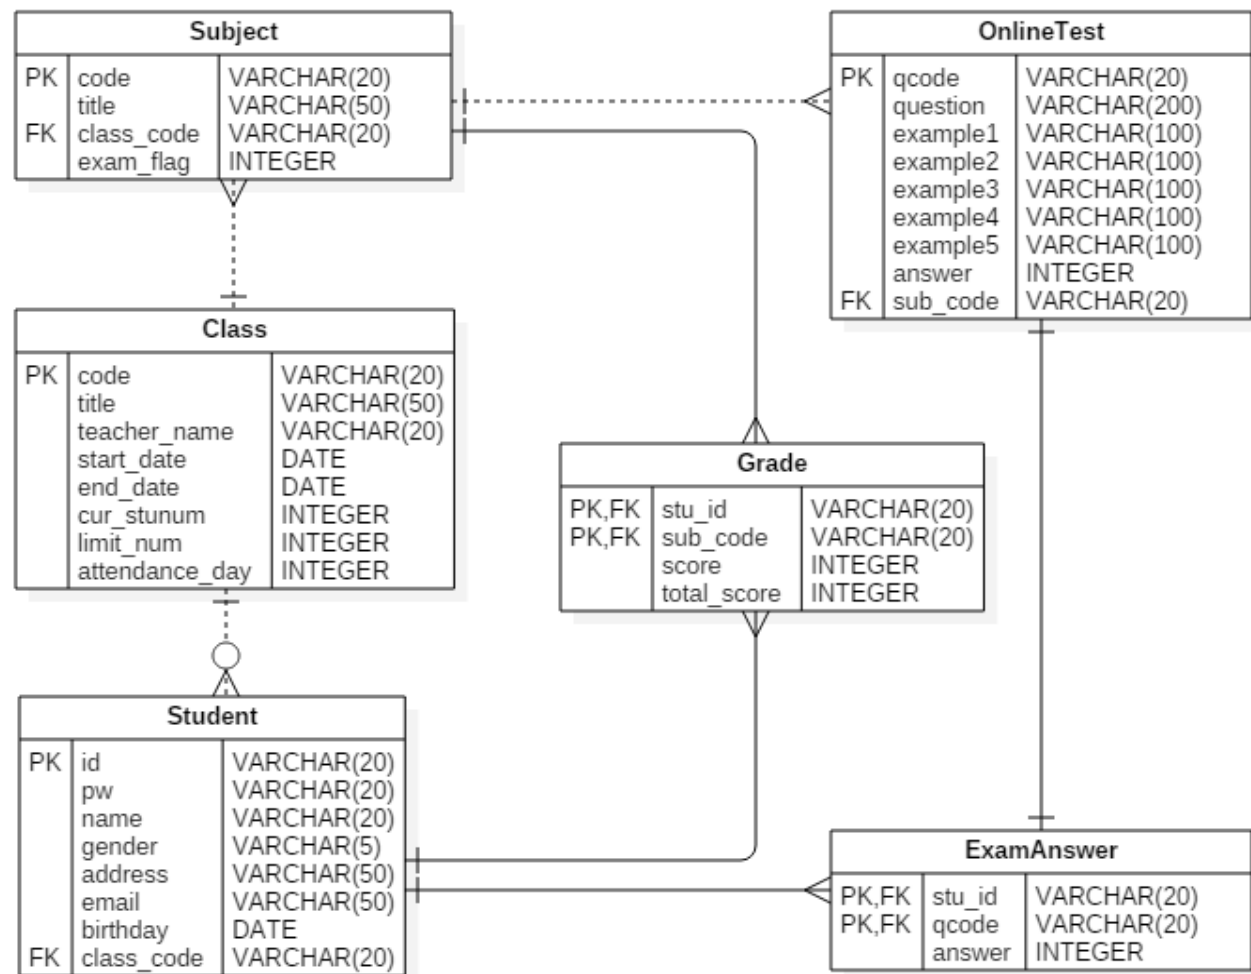 Subject
PK code VARCHAR(20)
title VARCHAR(50)
FK class_code VARCHAR(20)
exam_flag INTEGER
OnlineTest
PK qcode VARCHAR(20)
question VARCHAR(200)
example1 VARCHAR(100)
example2 VARCHAR(100)
example3 VARCHAR(100)
example4 VARCHAR(100)
example5 VARCHAR(100)
answer INTEGER
FK sub_code VARCHAR(20)
Class
PK code VARCHAR(20)
title VARCHAR(50)
teacher_name VARCHAR(20)
start_date DATE
end_date DATE
cur_stunum INTEGER
limit_num INTEGER
attendance_day INTEGER
Grade
PK,FK stu_id VARCHAR(20)
PK,FK sub_code VARCHAR(20)
score INTEGER
total_score INTEGER
Student
PK id VARCHAR(20)
pw VARCHAR(20)
name VARCHAR(20)
gender VARCHAR(5)
address VARCHAR(50)
email VARCHAR(50)
birthday DATE
FK class_code VARCHAR(20)
ExamAnswer
PK,FK stu_id VARCHAR(20)
PK,FK qcode VARCHAR(20)
answer INTEGER